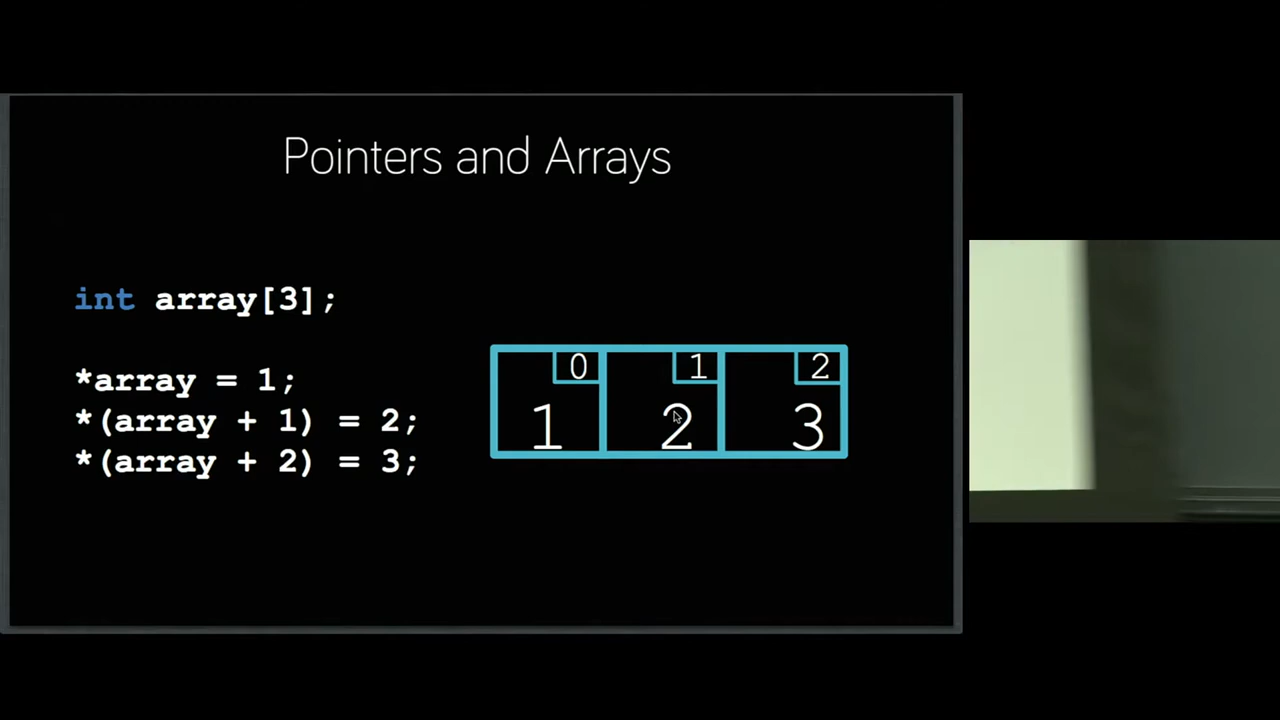 Pointers and Arrays
int array[3];
*array = 1;
*(array + 1) = 2;
*(array + 2) = 3;
0 1 2
1 2 3